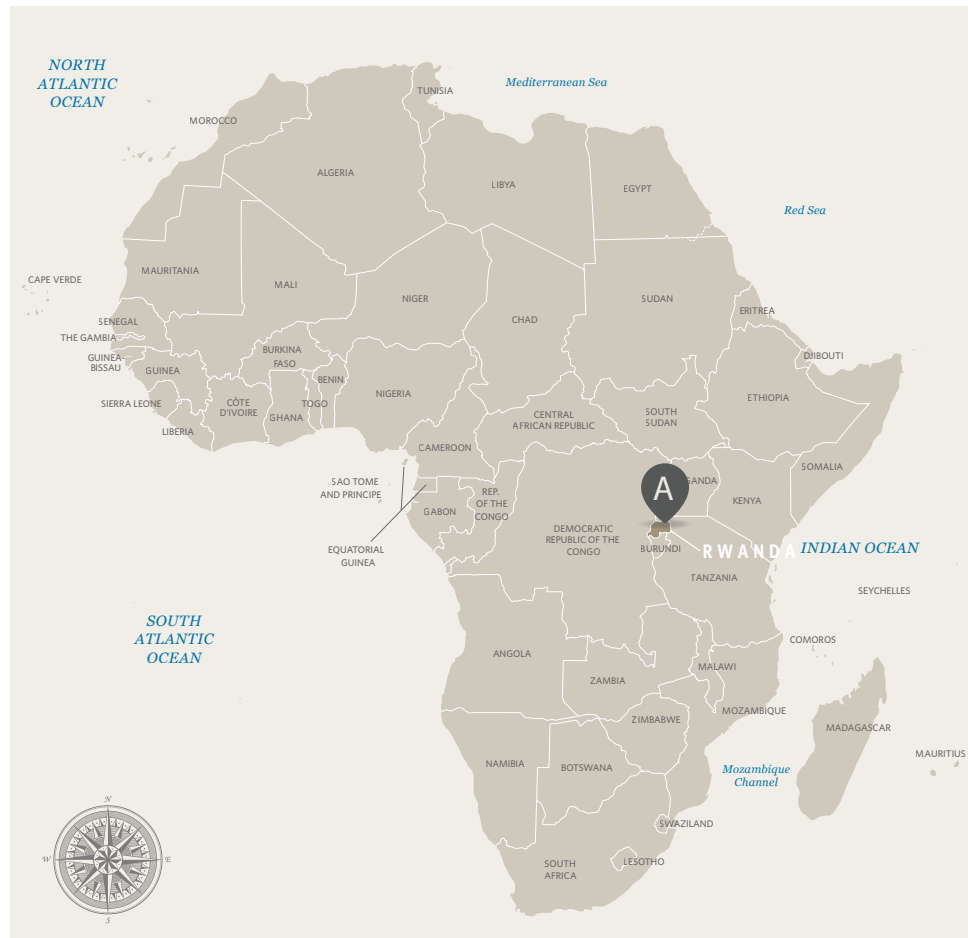 NORTH
ATLANTIC
OCEAN
Mediterranean Sea
TUNISIA
MOROCCO
ALGERIA
LIBYA
EGYPT
Red Sea
CAPE VERDE
MAURITANIA
MALI
NIGER
CHAD
SUDAN
ERITREA
SENEGAL
THE GAMBIA
GUINEA-
BISSAU
GUINEA
BURKINA
FASO
BENIN
DJIBOUTI
SIERRA LEONE
CÔTE
D'IVOIRE
GHANA
TOGO
NIGERIA
ETHIOPIA
LIBERIA
CENTRAL
AFRICAN REPUBLIC
SOUTH
SUDAN
CAMEROON
SOMALIA
SAO TOME
AND PRINCIPE
REP.
OF THE
CONGO
GABON
A
GANDA
KENYA
EQUATORIAL
GUINEA
DEMOCRATIC
REPUBLIC OF THE
CONGO
BURUNDI
RWANDA
INDIAN OCEAN
TANZANIA
SEYCHELLES
SOUTH
ATLANTIC
OCEAN
COMOROS
ANGOLA
MALAWI
ZAMBIA
MOZAMBIQUE
ZIMBABWE
MADAGASCAR
MAURITIUS
NAMIBIA
BOTSWANA
Mozambique
Channel
SWAZILAND
SOUTH
AFRICA
LESOTHO
N
W
E
S